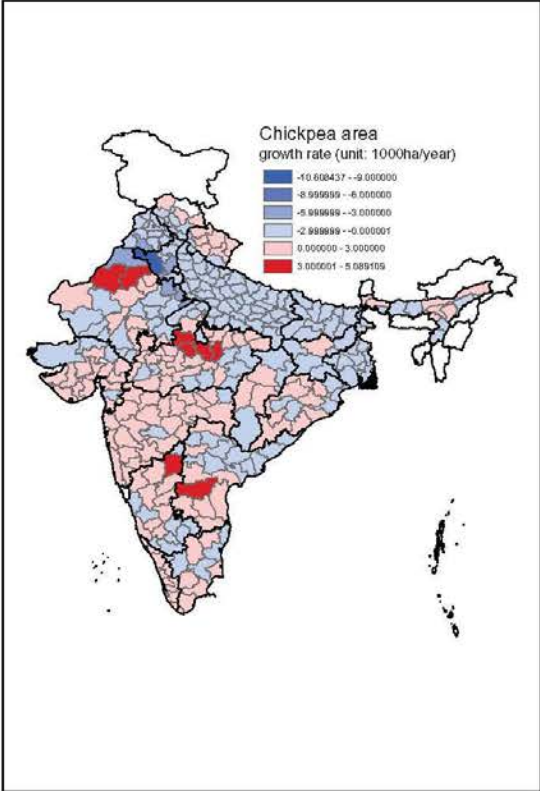 Chickpea area
growth rate (unit: 1000ha/year)
-10.608437 - -9.000000
-8.999999 - -6.000000
-5.999999 - -3.000000
-2.999999 - -0.000001
0.000000 - 3.000000
3.000001 - 5.089109